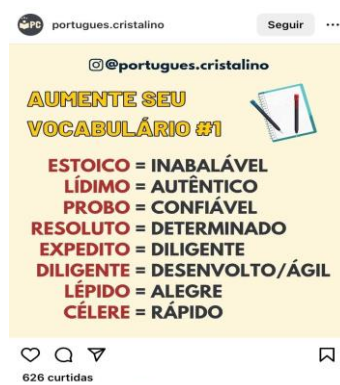 portugues.cristalino
Seguir
@portugues.cristalino
AUMENTE SEU
VOCABULÁRIO #1
ESTOICO = INABALÁVEL
LÍDIMO = AUTÊNTICO
PROBO = CONFIÁVEL
RESOLUTO = DETERMINADO
EXPEDITO = DILIGENTE
DILIGENTE = DESENVOLTO/ÁGIL
LÉPIDO = ALEGRE
CÉLERE = RÁPIDO
626 curtidas